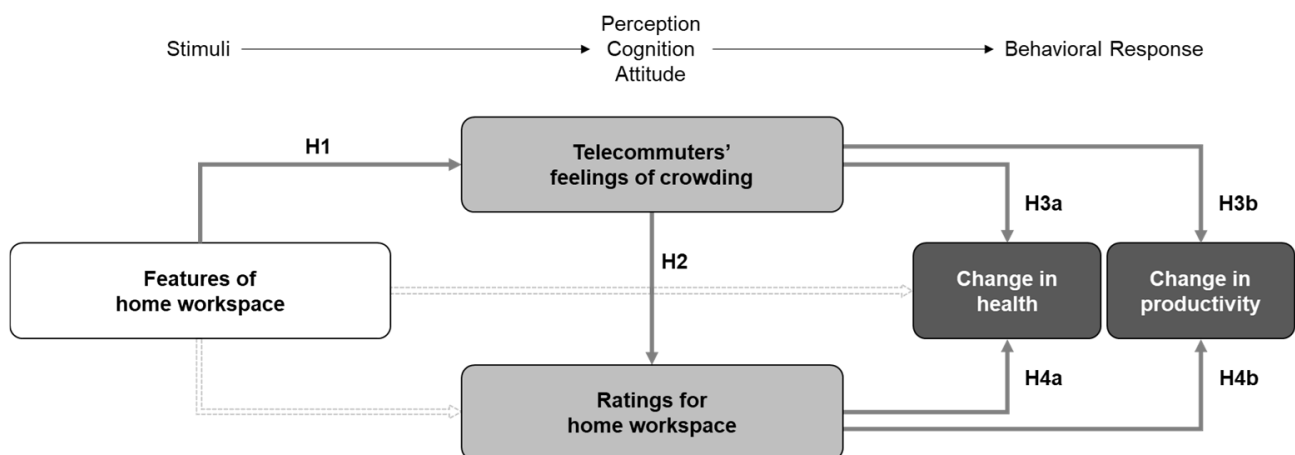 Perception
Stimuli
Cognition
Behavioral Response
Attitude
H1
Telecommuters’
feelings of crowding
H3a
H3b
Features of
home workspace
H2
Change in
health
Change in
productivity
Ratings for
home workspace
H4a
H4b